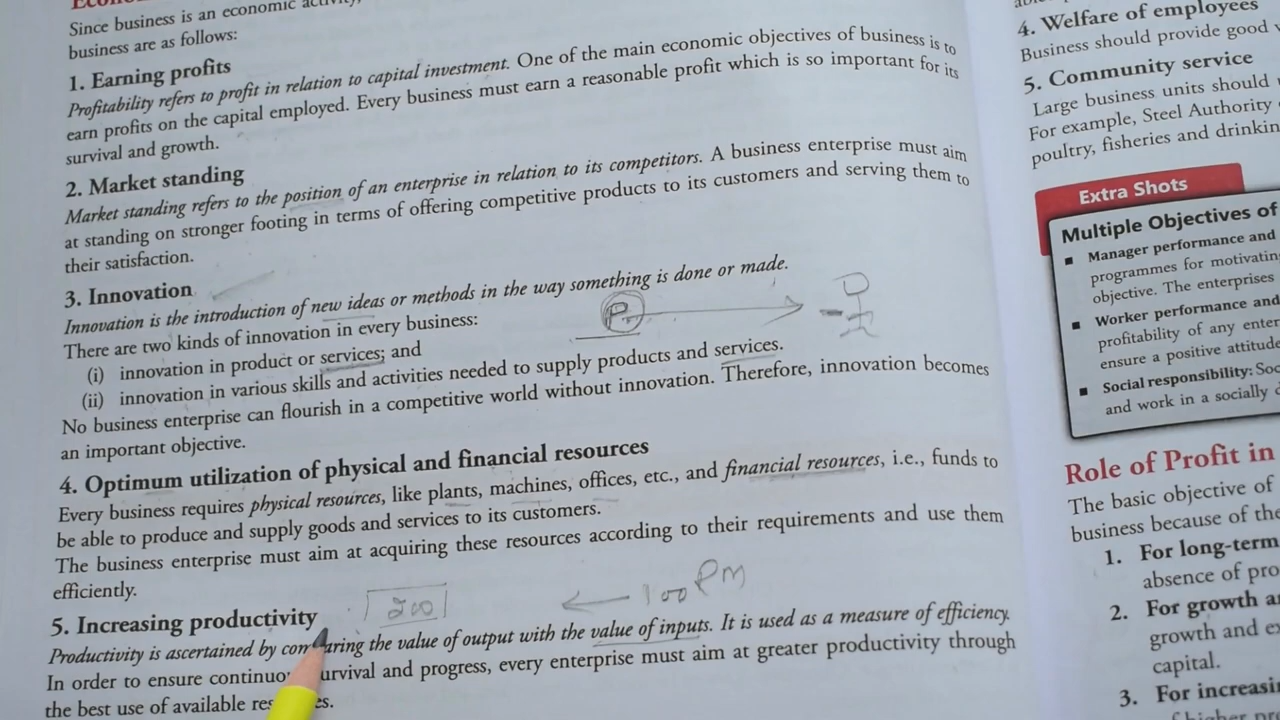 Since business is an economic activity,
business are as follows:
1. Earning profits
Profitability refers to profit in relation to capital investment. One of the main economic objectives of business is to
earn profits on the capital employed. Every business must earn a reasonable profit which is so important for its
survival and growth.
2. Market standing
Market standing refers to the position of an enterprise in relation to its competitors. A business enterprise must aim
at standing on stronger footing in terms of offering competitive products to its customers and serving them to
their satisfaction.
3. Innovation
Innovation is the introduction of new ideas or methods in the way something is done or made.
P
There are two kinds of innovation in every business:
(i) innovation in product or services; and
(ii) innovation in various skills and activities needed to supply products and services.
No business enterprise can flourish in a competitive world without innovation. Therefore, innovation becomes
an important objective.
4. Optimum utilization of physical and financial resources
Every business requires physical resources, like plants, machines, offices, etc., and financial resources, i.e., funds to
be able to produce and supply goods and services to its customers.
The business enterprise must aim at acquiring these resources according to their requirements and use them
efficiently.
200
100 PM
5. Increasing productivity
Productivity is ascertained by comparing the value of output with the value of inputs. It is used as a measure of efficiency.
In order to ensure continuo survival and progress, every enterprise must aim at greater productivity through
the best use of available res es.
4. Welfare of employees
Business should provide good
5. Community service
Large business units should
For example, Steel Authority
poultry, fisheries and drinkin
Extra Shots
Multiple Objectives of
▪ Manager performance and
programmes for motivating
objective. The enterprises
▪ Worker performance and
profitability of any enter
ensure a positive attitude
▪ Social responsibility: Soc
and work in a socially
Role of Profit in
The basic objective of
business because of the
1. For long-term
absence of pro
2. For growth a
growth and ex
capital.
3. For increasi